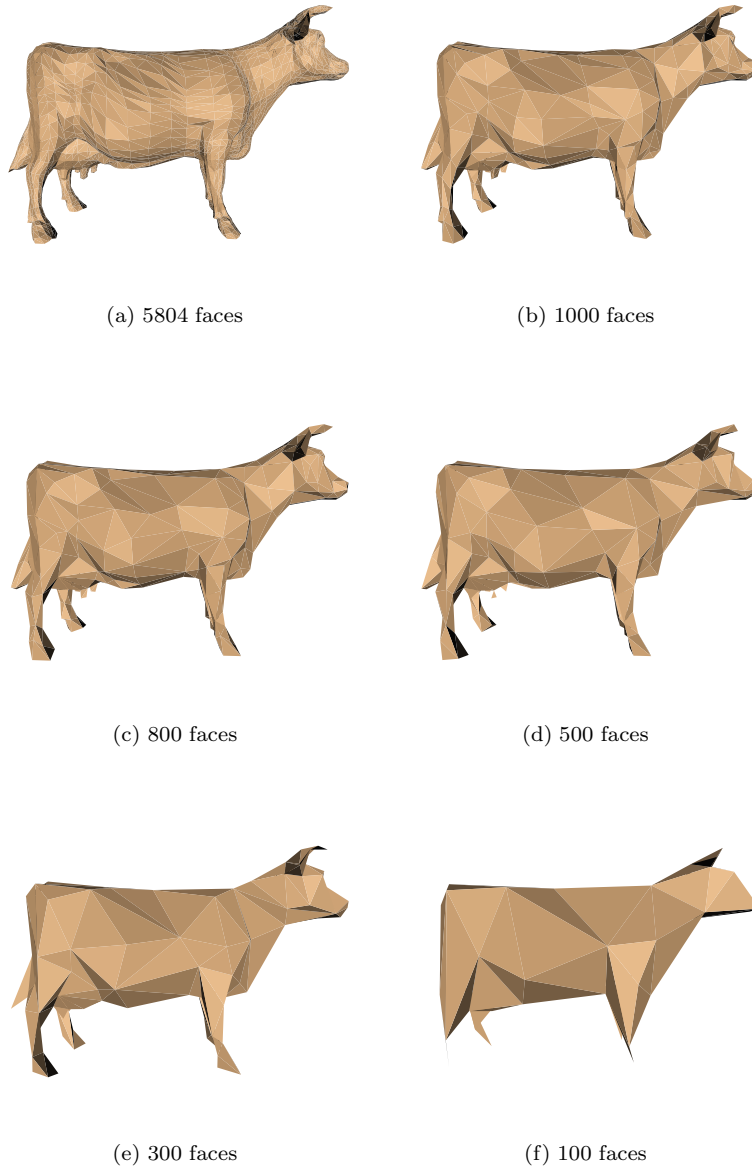 (a) 5804 faces
(b) 1000 faces
(c) 800 faces
(d) 500 faces
(e) 300 faces
(f) 100 faces